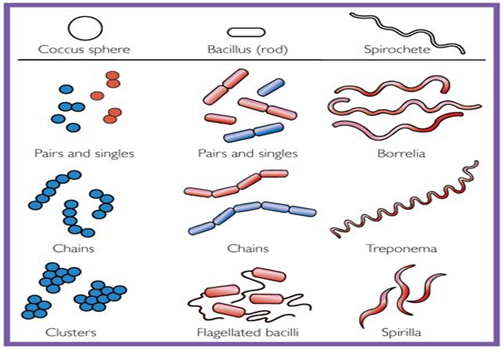 Coccus sphere
Bacillus (rod)
Spirochete
Pairs and singles
Pairs and singles
Borrelia
Chains
Chains
Treponema
Clusters
Flagellated bacilli
Spirilla